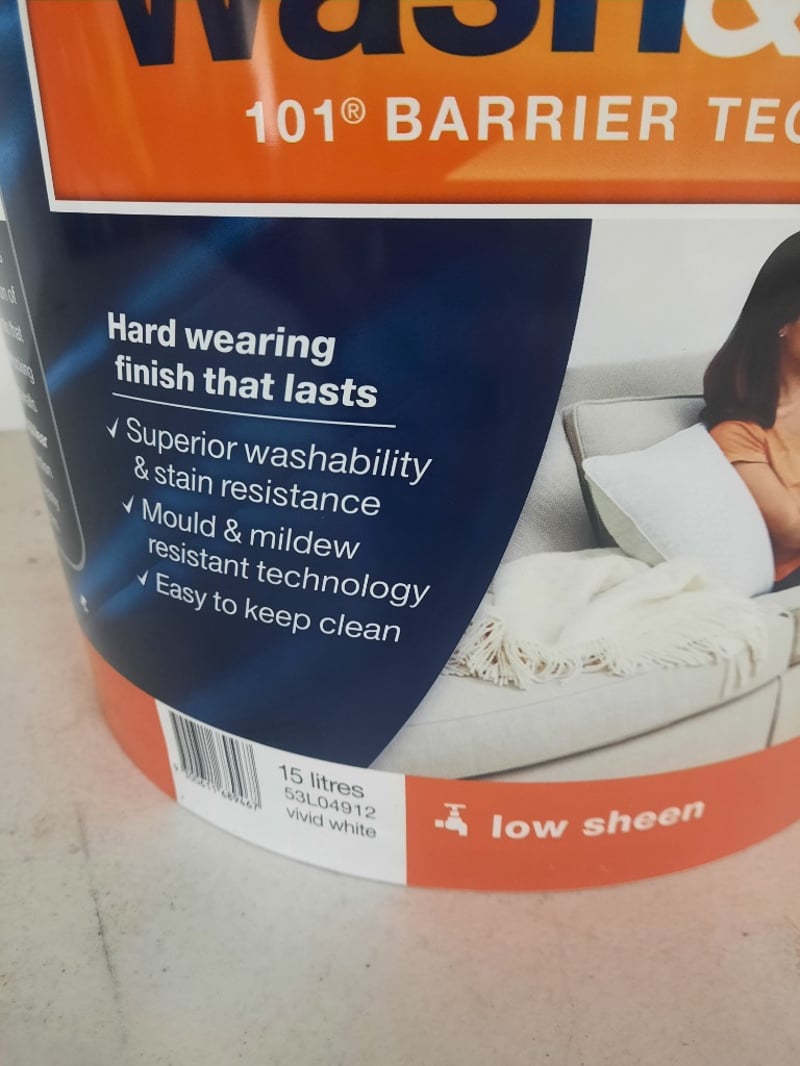 wash&
101® BARRIER TEC
Hard wearing
finish that lasts
✓ Superior washability
& stain resistance
✓ Mould & mildew
resistant technology
✓ Easy to keep clean
15 litres
53L04912
vivid white
low sheen